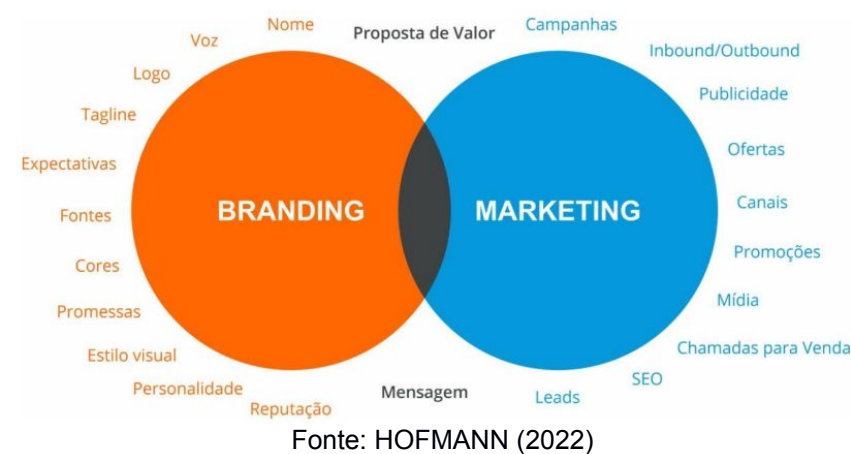 Nome
Proposta de Valor
Campanhas
Voz
Inbound/Outbound
Logo
Publicidade
Tagline
Ofertas
Expectativas
BRANDING
MARKETING
Canais
Fontes
Promoções
Cores
Mídia
Promessas
Chamadas para Venda
Estilo visual
SEO
Personalidade
Mensagem
Leads
Reputação
Fonte: HOFMANN (2022)